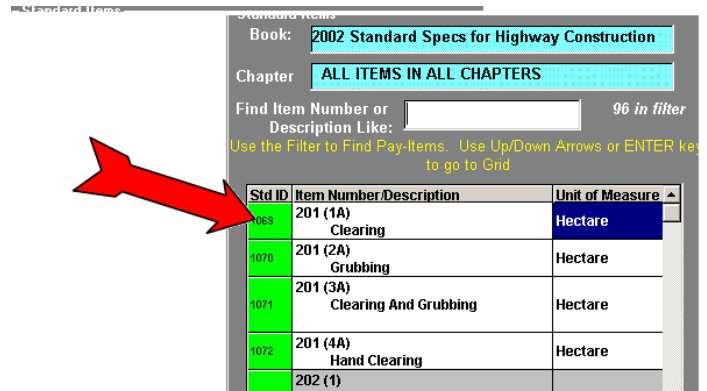 Standard Items
Standard Items
Book: 2002 Standard Specs for Highway Construction
Chapter ALL ITEMS IN ALL CHAPTERS
Find Item Number or 96 in filter
Description Like:
Use the Filter to Find Pay-Items. Use Up/Down Arrows or ENTER key
to go to Grid
Std ID Item Number/Description Unit of Measure
1069 201 (1A) Hectare
Clearing
1070 201 (2A) Hectare
Grubbing
1071 201 (3A) Hectare
Clearing And Grubbing
1072 201 (4A) Hectare
Hand Clearing
202 (1)